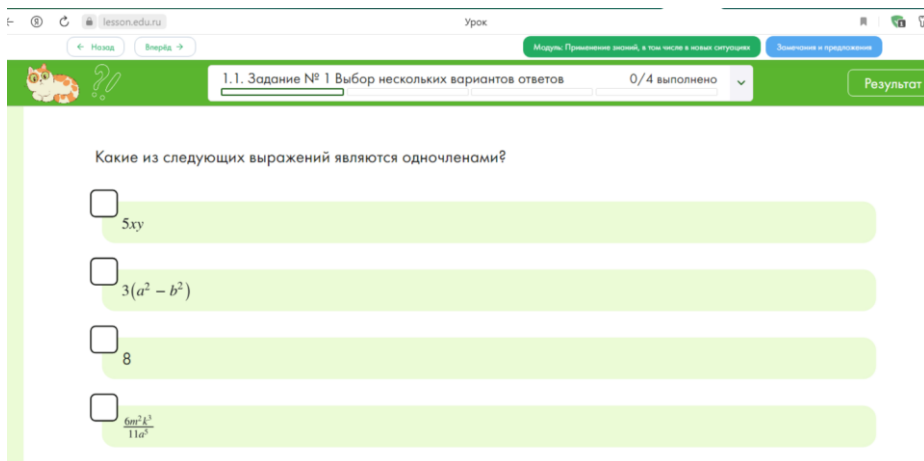 lesson.edu.ru
Урок
← Назад
Вперёд →
Модуль: Применение знаний, в том числе в новых ситуациях
Замечания и предложения
1.1. Задание № 1 Выбор нескольких вариантов ответов
0/4 выполнено
Результат
Какие из следующих выражений являются одночленами?
5xy
3(a² − b²)
8
6m²k³
11a⁵